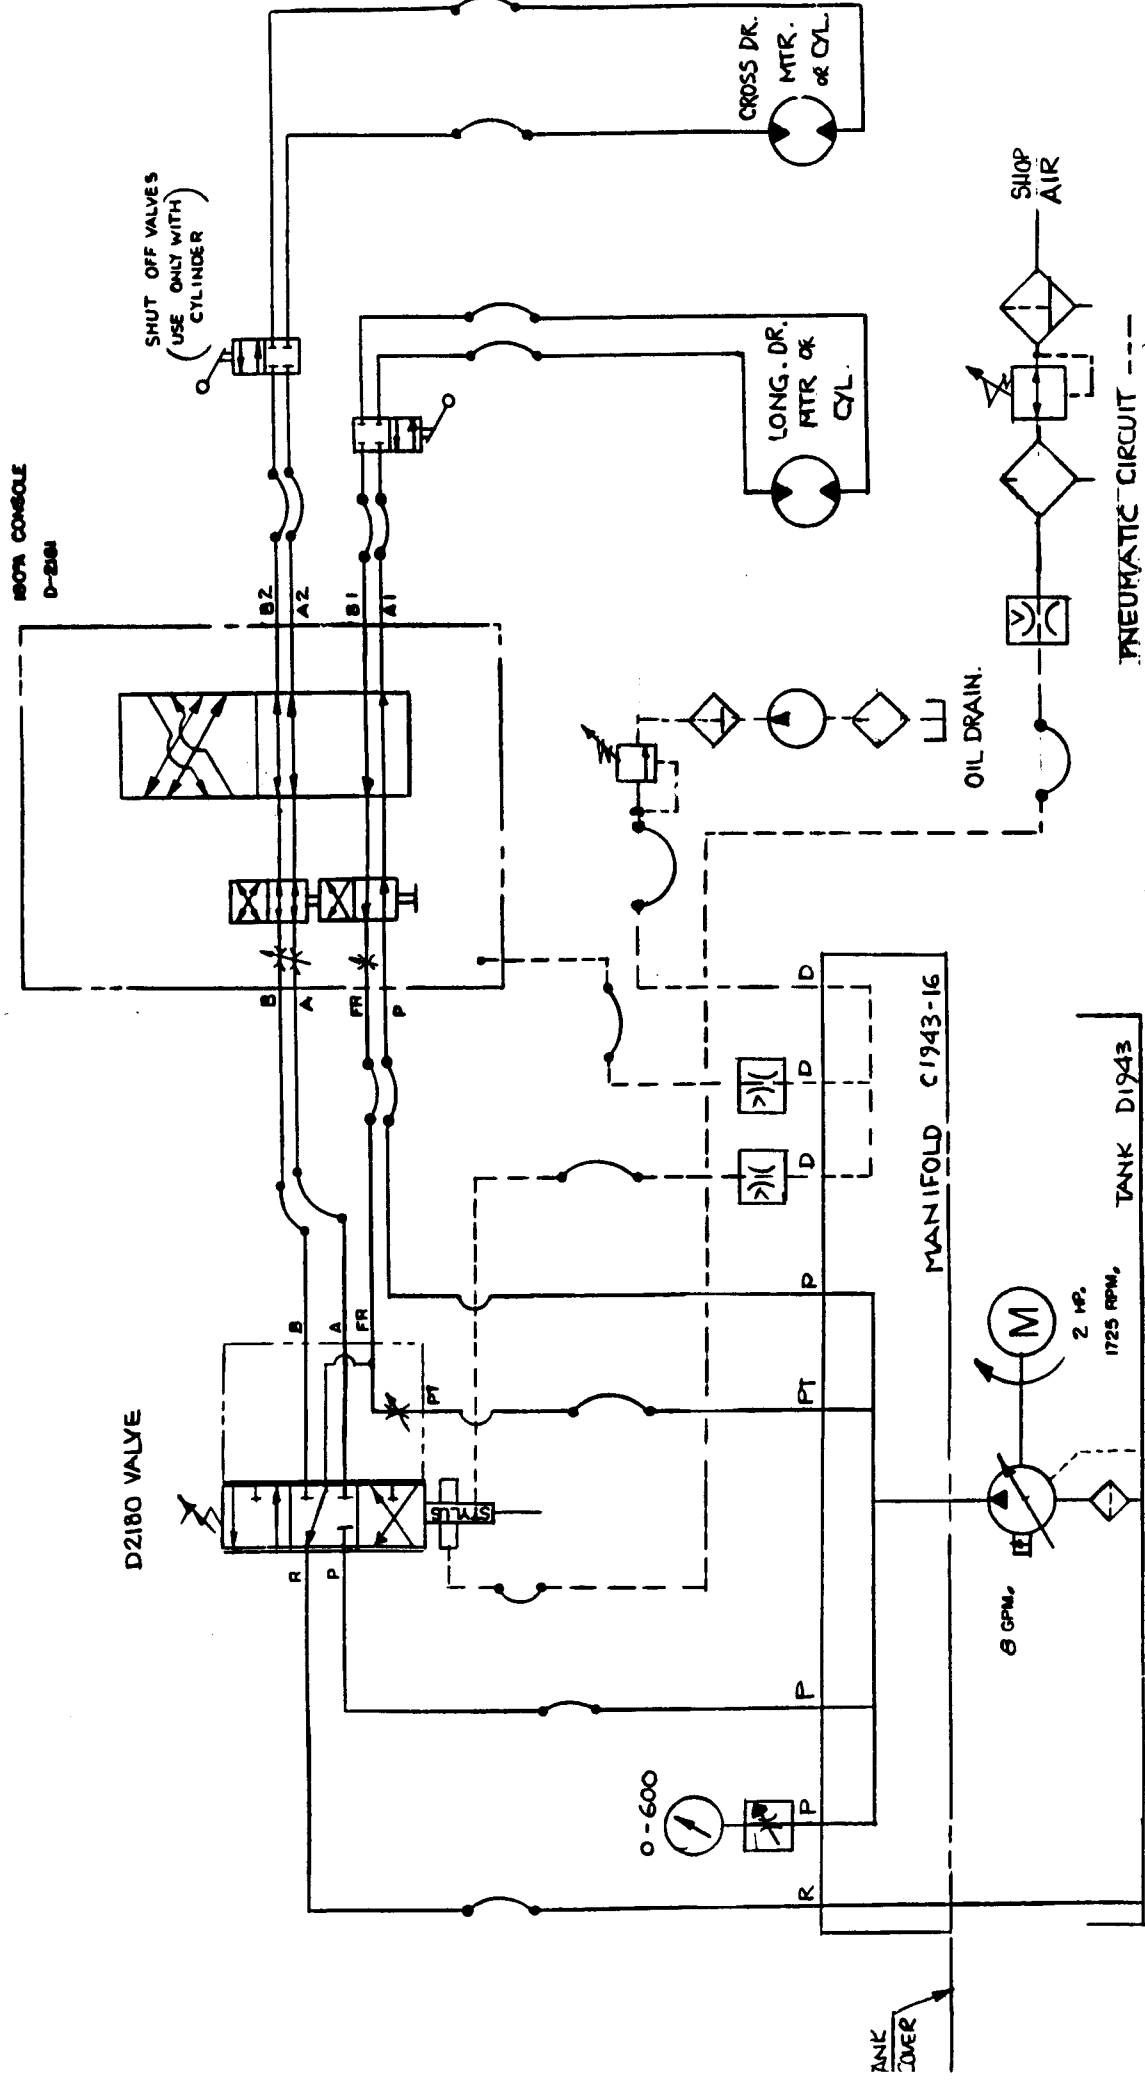 CROSS DR.
MTR.
OR CYL.
SHUT OFF VALVES
(USE ONLY WITH
CYLINDER)
LONG. DR.
MTR OR
CYL.
SHOP
AIR
PNEUMATIC CIRCUIT ----
CONSOLE
B2
A2
B1
A1
B
A
FR
P
OIL DRAIN.
V
D2180 VALVE
B
A
FR
PT
R
P
STYLUS
D
D
D
P
PT
P
P
R
0-600
MANIFOLD C1943-16
TANK D1943
M
2 HP.
1725 RPM.
8 GPM.
ANK
OVER